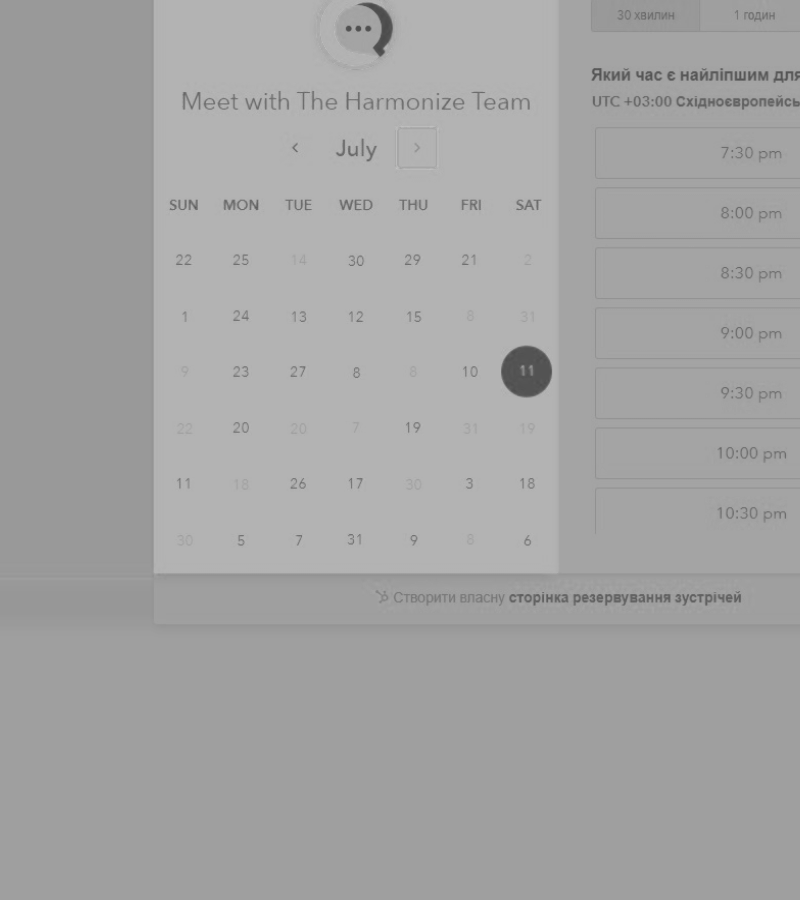 30 хвилин 1 годин
Meet with The Harmonize Team
July
SUN MON TUE WED THU FRI SAT
22 25 14 30 29 21 2
1 24 13 12 15 8 31
9 23 27 8 8 10 11
22 20 20 7 19 31 19
11 18 26 17 30 3 18
30 5 7 31 9 8 6
Який час є найліпшим для
UTC +03:00 Східноєвропейсь
7:30 pm
8:00 pm
8:30 pm
9:00 pm
9:30 pm
10:00 pm
10:30 pm
Створити власну сторінка резервування зустрічей